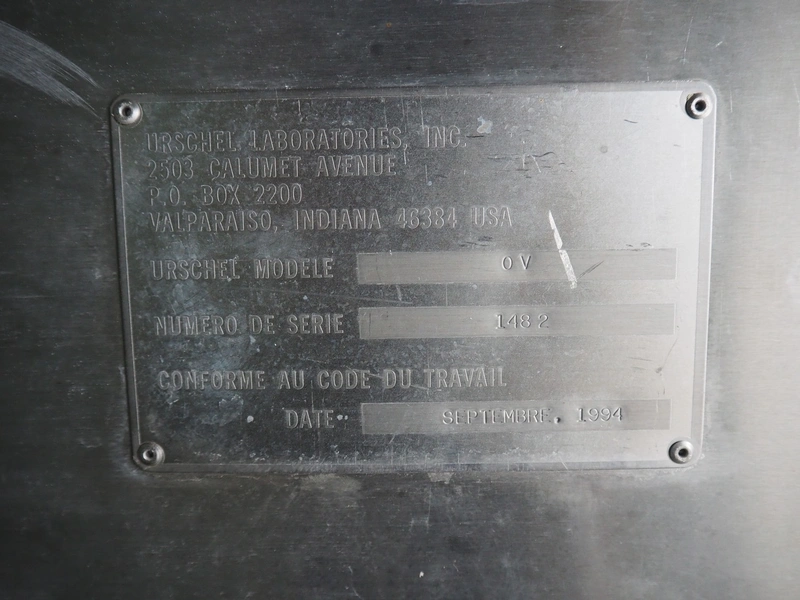 URSCHEL LABORATORIES, INC.
2503 CALUMET AVENUE
P.O. BOX 2200
VALPARAISO, INDIANA 46384 USA
URSCHEL MODELE OV
NUMERO DE SERIE 1482
CONFORME AU CODE DU TRAVAIL
DATE: SEPTEMBRE, 1994